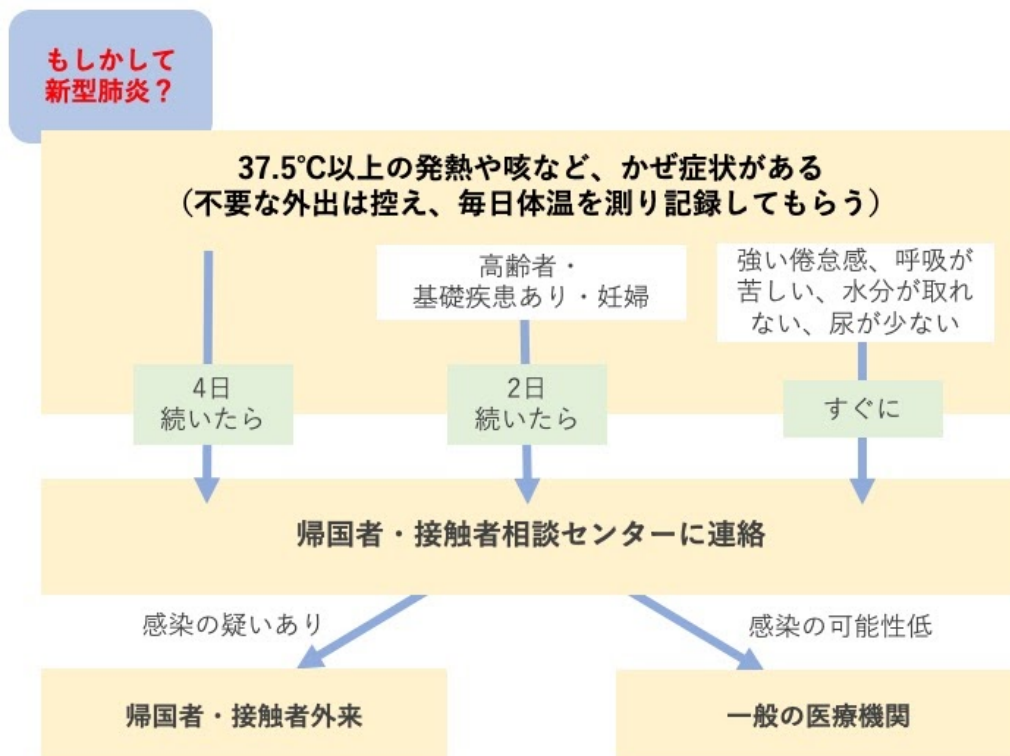 もしかして
新型肺炎？
37.5℃以上の発熱や咳など、かぜ症状がある
（不要な外出は控え、毎日体温を測り記録してもらう）
高齢者・
基礎疾患あり・妊婦
強い倦怠感、呼吸が
苦しい、水分が取れ
ない、尿が少ない
4日
続いたら
2日
続いたら
すぐに
帰国者・接触者相談センターに連絡
感染の疑いあり
感染の可能性低
帰国者・接触者外来
一般の医療機関